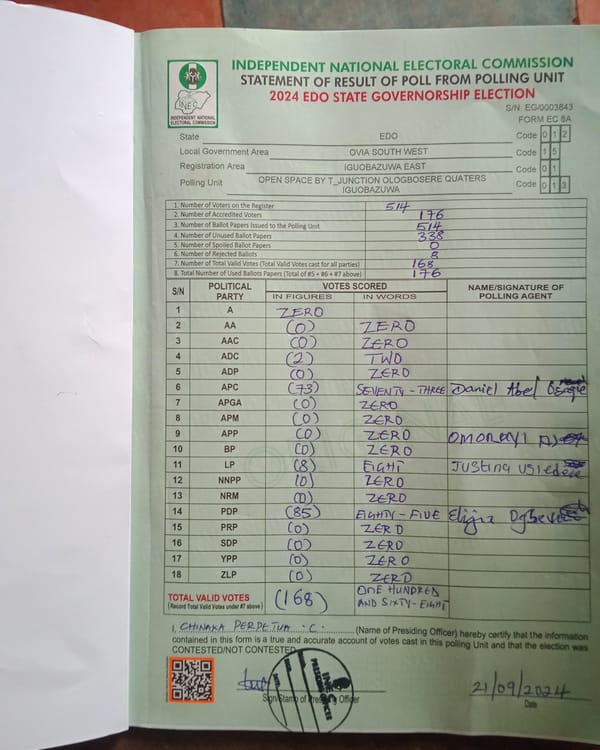 INDEPENDENT NATIONAL ELECTORAL COMMISSION
STATEMENT OF RESULT OF POLL FROM POLLING UNIT
2024 EDO STATE GOVERNORSHIP ELECTION
INEC
INDEPENDENT NATIONAL
ELECTORAL COMMISSION
S/N: EG/0003843
FORM EC 8A
State EDO Code 0 1 2
Local Government Area OVIA SOUTH WEST Code 1 5
Registration Area IGUOBAZUWA EAST Code 0 1
Polling Unit OPEN SPACE BY T_JUNCTION OLOGBOSERE QUATERS IGUOBAZUWA Code 0 1 3
1. Number of Voters on the Register 514
2. Number of Accredited Voters 176
3. Number of Ballot Papers Issued to the Polling Unit 514
4. Number of Unused Ballot Papers 338
5. Number of Spoiled Ballot Papers 0
6. Number of Rejected Ballots 8
7. Number of Total Valid Votes (Total Valid Votes cast for all parties) 168
8. Total Number of Used Ballots Papers (Total of #5 + #6 + #7 above) 176
S/N POLITICAL PARTY VOTES SCORED NAME/SIGNATURE OF POLLING AGENT
IN FIGURES IN WORDS
1 A ZERO
2 AA (0) ZERO
3 AAC (0) ZERO
4 ADC (2) TWO
5 ADP (0) ZERO
6 APC (73) SEVENTY-THREE Daniel Abel
7 APGA (0) ZERO
8 APM (0) ZERO
9 APP (0) ZERO
10 BP (0) ZERO
11 LP (8) EIGHT
12 NNPP (0) ZERO
13 NRM (0) ZERO
14 PDP (85) EIGHTY-FIVE
15 PRP (0) ZERO
16 SDP (0) ZERO
17 YPP (0) ZERO
18 ZLP (0) ZERO
TOTAL VALID VOTES (168) ONE HUNDRED
(Record Total Valid Votes under #7 above) AND SIXTY-EIGHT
I, CHINAKA PERPETUA .C. (Name of Presiding Officer) hereby certify that the information
contained in this form is a true and accurate account of votes cast in this polling Unit and that the election was
CONTESTED/NOT CONTESTED
INEC
PRESIDING OFFICER
Sign/Stamp of Presiding Officer
21/09/2024
Date